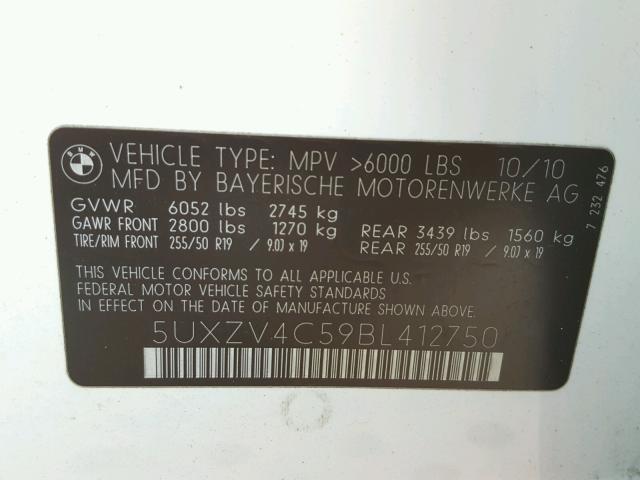 BMW
VEHICLE TYPE: MPV >6000 LBS 10/10
MFD BY BAYERISCHE MOTORENWERKE AG
GVWR 6052 lbs 2745 kg
GAWR FRONT 2800 lbs 1270 kg REAR 3439 lbs 1560 kg
TIRE/RIM FRONT 255/50 R19 / 9.0J x 19 REAR 255/50 R19 / 9.0J x 19
THIS VEHICLE CONFORMS TO ALL APPLICABLE U.S.
FEDERAL MOTOR VEHICLE SAFETY STANDARDS
IN EFFECT ON THE DATE OF MANUFACTURE SHOWN ABOVE.
5UXZV4C59BL412750
7 232 476